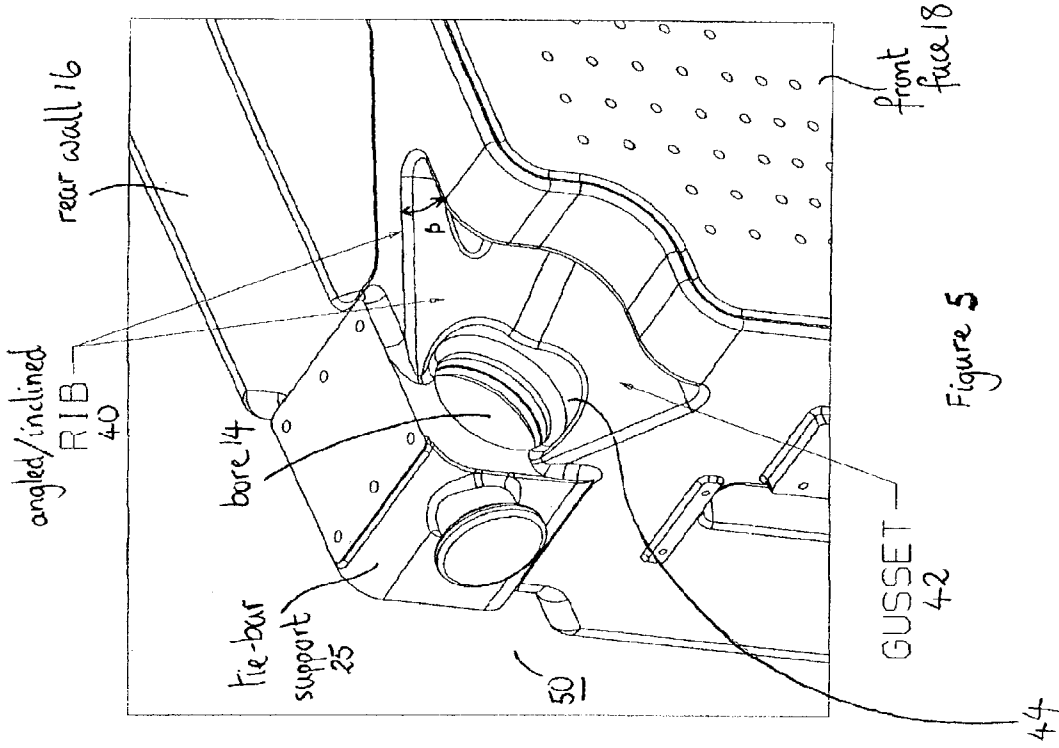 angled/inclined
RIB
40
rear wall 16
bore 14
tie-bar
support
25
β
50
front
face 18
GUSSET
42
44
Figure 5